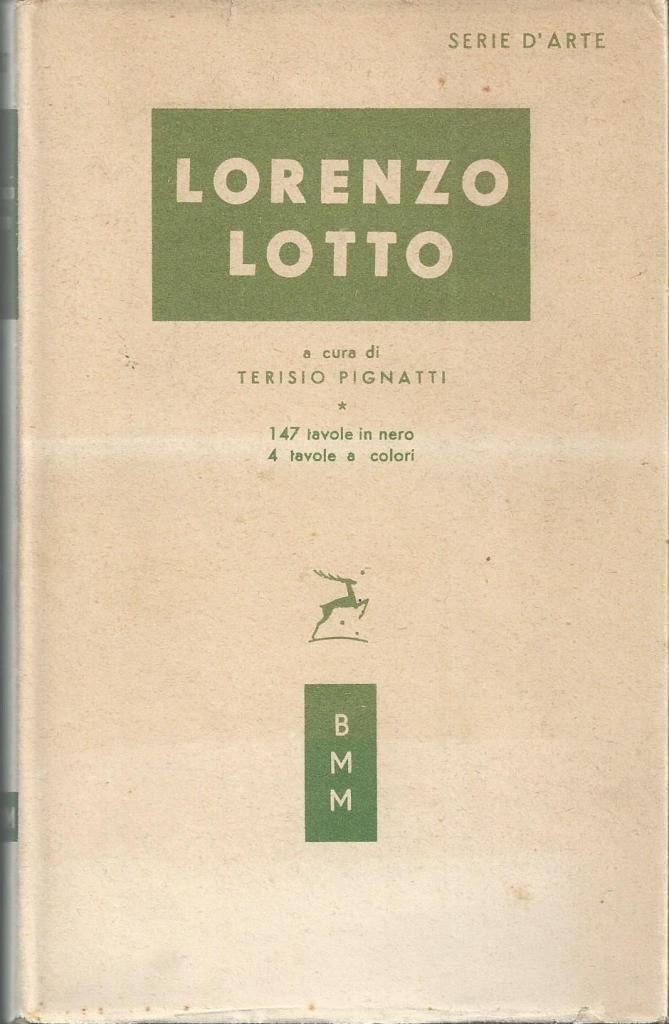 SERIE D'ARTE
LORENZO
LOTTO
a cura di
TERISIO PIGNATTI
*
147 tavole in nero
4 tavole a colori
B
M
M